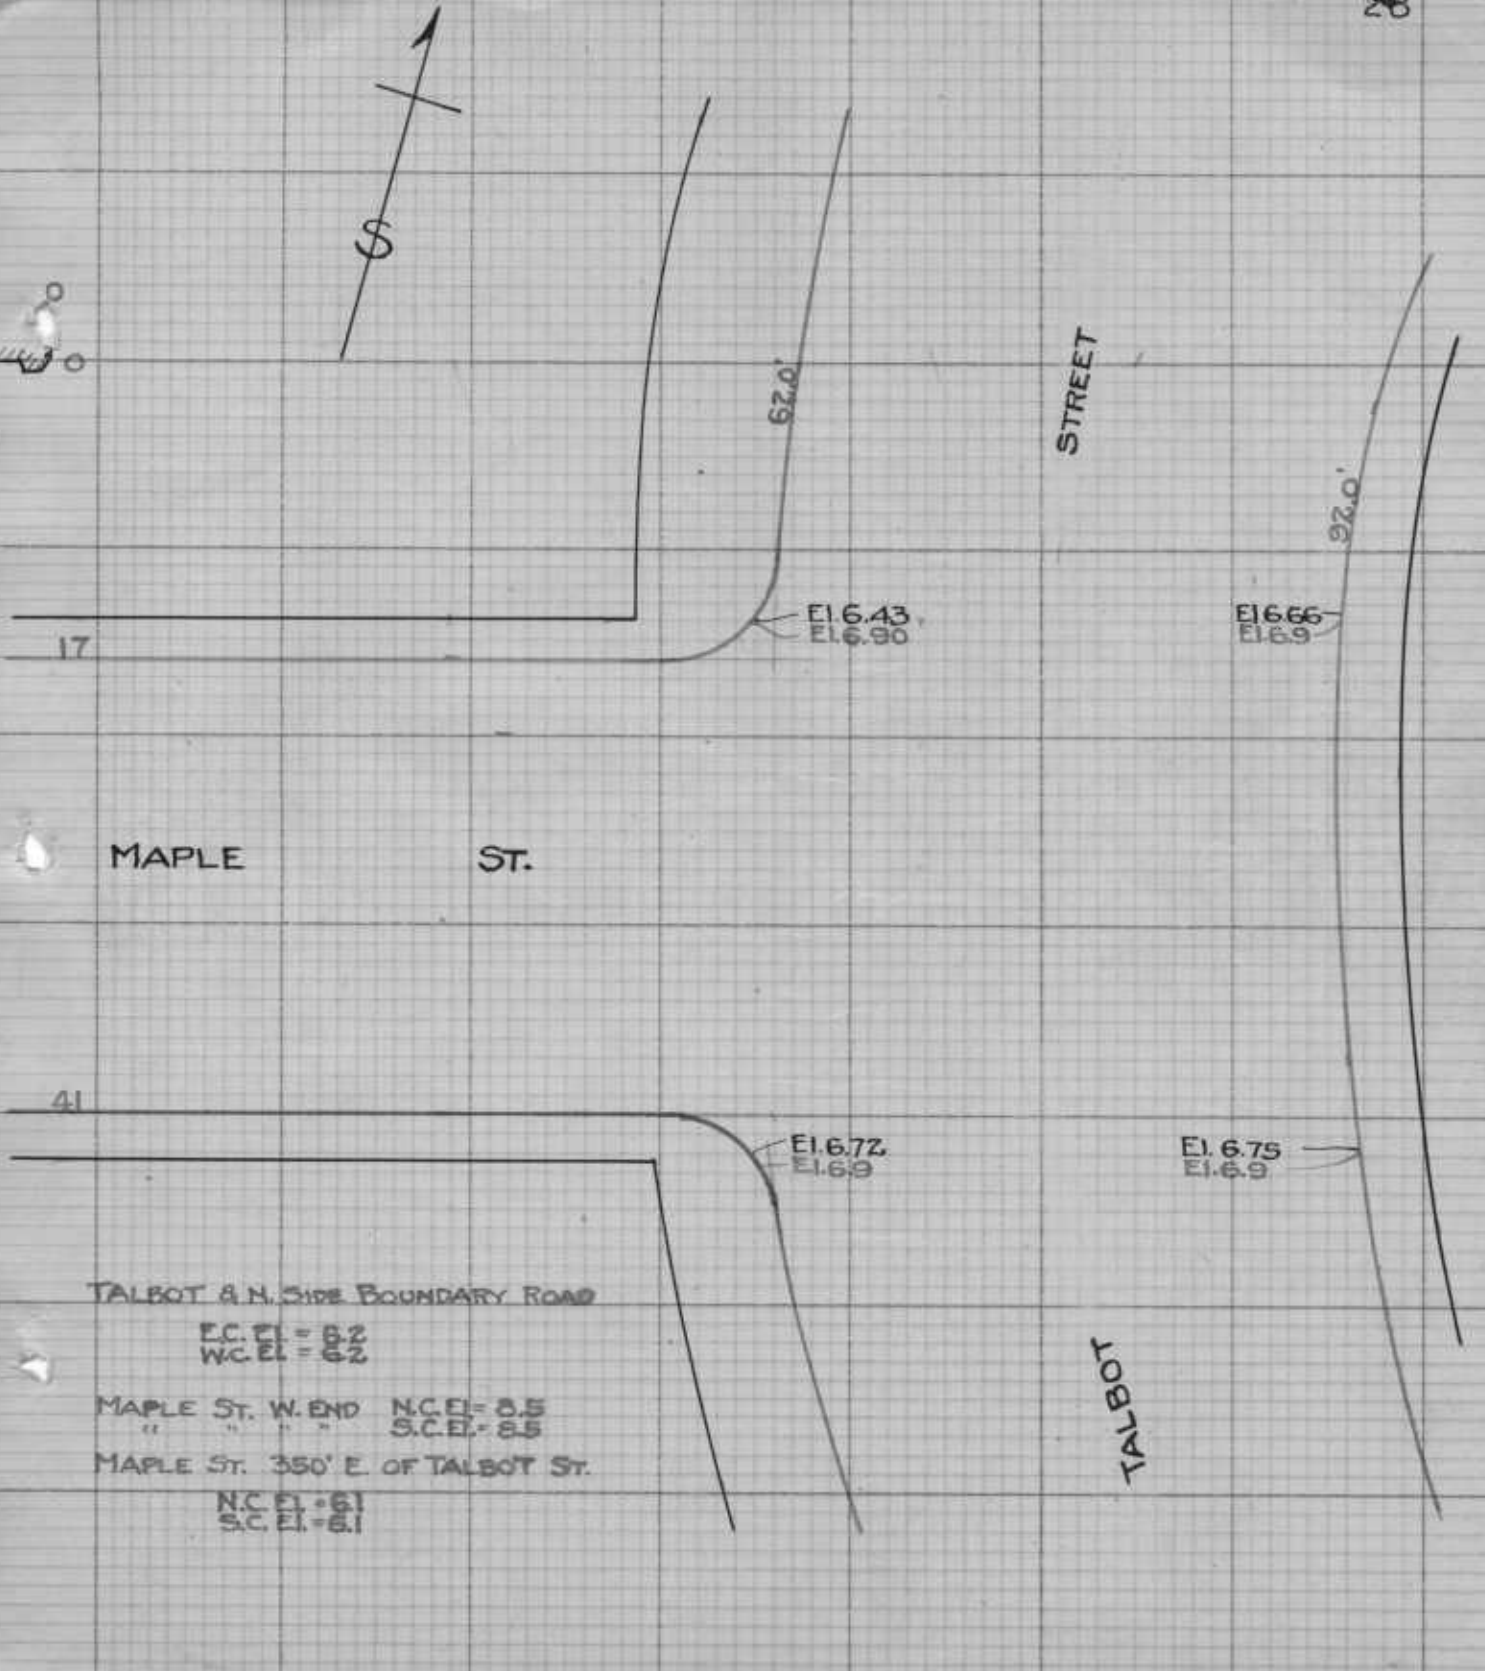 S
0
0
62.0'
STREET
92.0'
El. 6.43
El. 6.90
El 6.66
El. 6.9
17
MAPLE ST.
41
El. 6.72
El. 6.9
El. 6.75
El. 6.9
TALBOT & N. SIDE BOUNDARY ROAD
E.C. El. = 6.2
W.C. El. = 6.2
MAPLE ST. W. END N.C. El. = 8.5
" " " " S.C. El. = 8.5
MAPLE ST. 350' E. OF TALBOT ST.
N.C. El. = 6.1
S.C. El. = 6.1
TALBOT